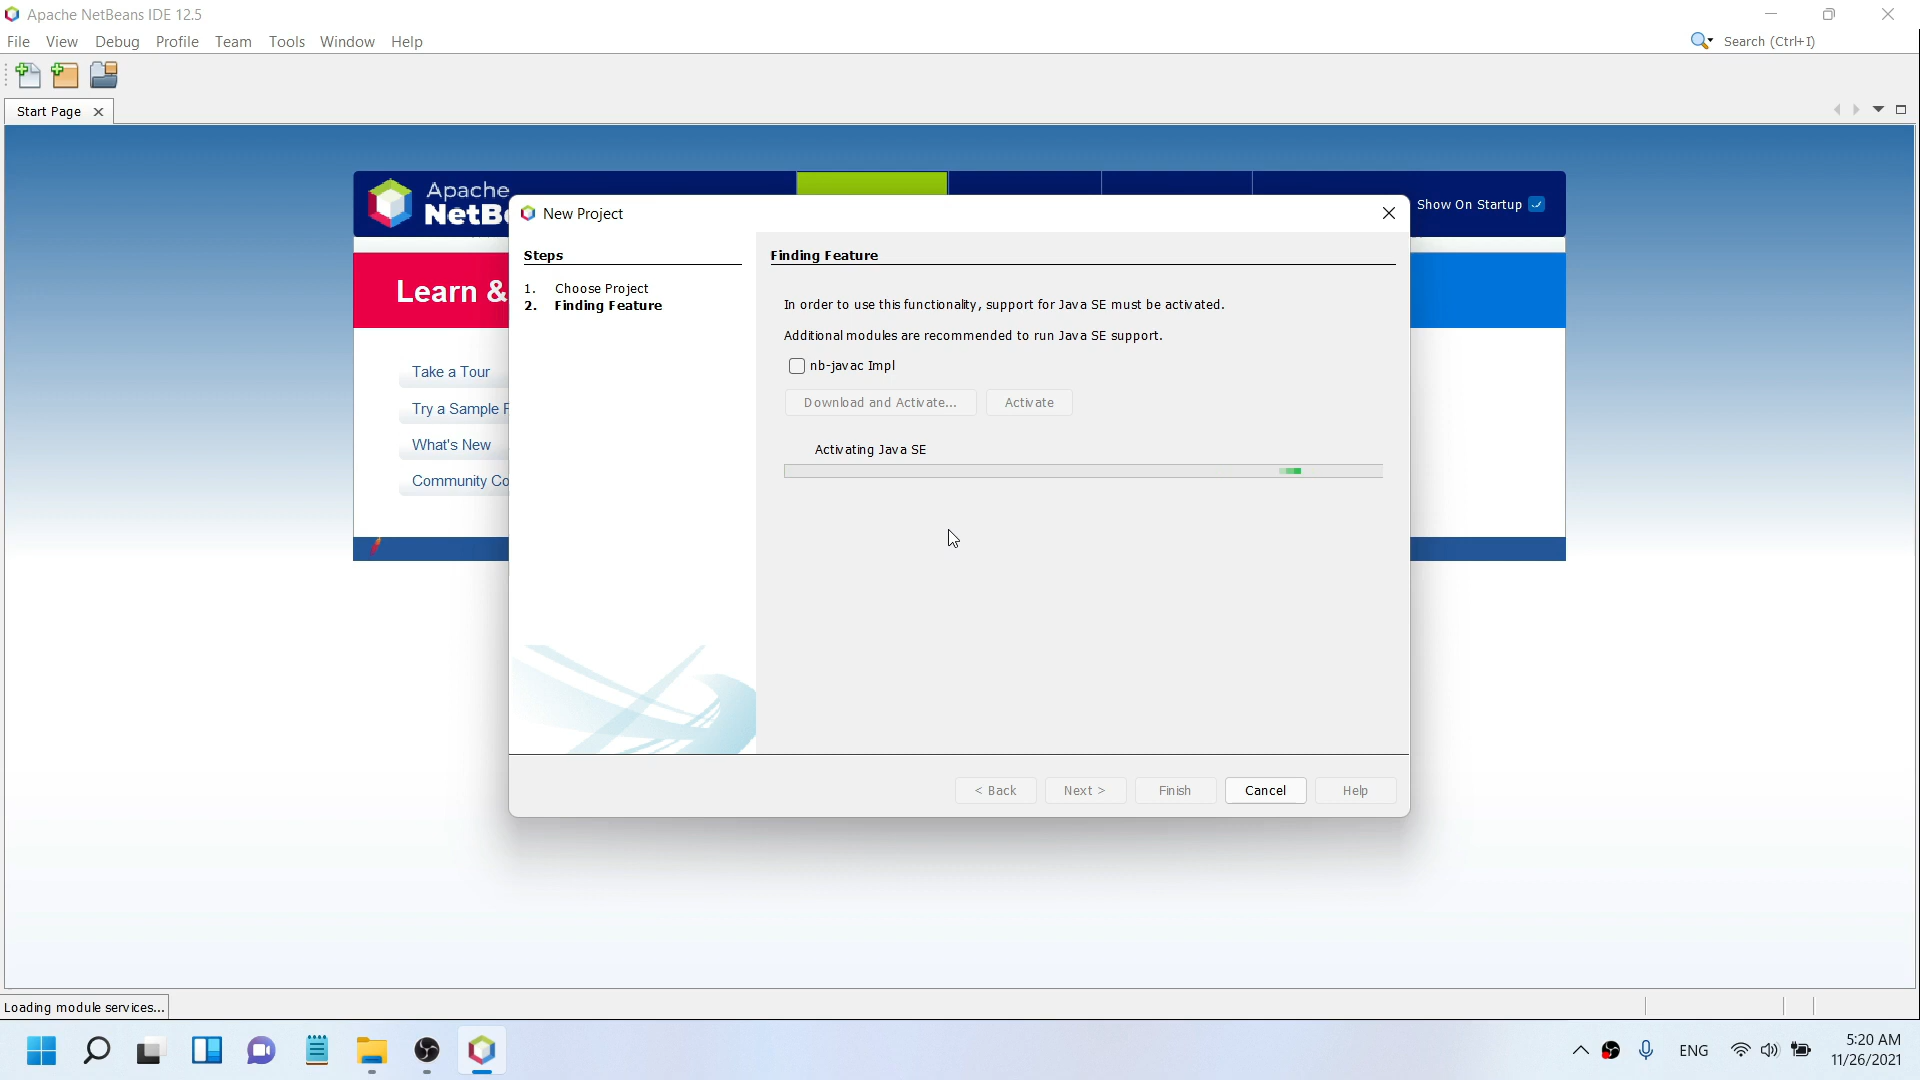 Apache NetBeans IDE 12.5
File View Debug Profile Team Tools Window Help
Search (Ctrl+I)
Start Page
Apache
NetBe
Show On Startup
Learn &
Take a Tour
Try a Sample
What's New
Community Co
New Project
Steps
1. Choose Project
2. Finding Feature
Finding Feature
In order to use this functionality, support for Java SE must be activated.
Additional modules are recommended to run Java SE support.
nb-javac Impl
Download and Activate... Activate
Activating Java SE
< Back Next > Finish Cancel Help
Loading module services...
ENG
5:20 AM
11/26/2021